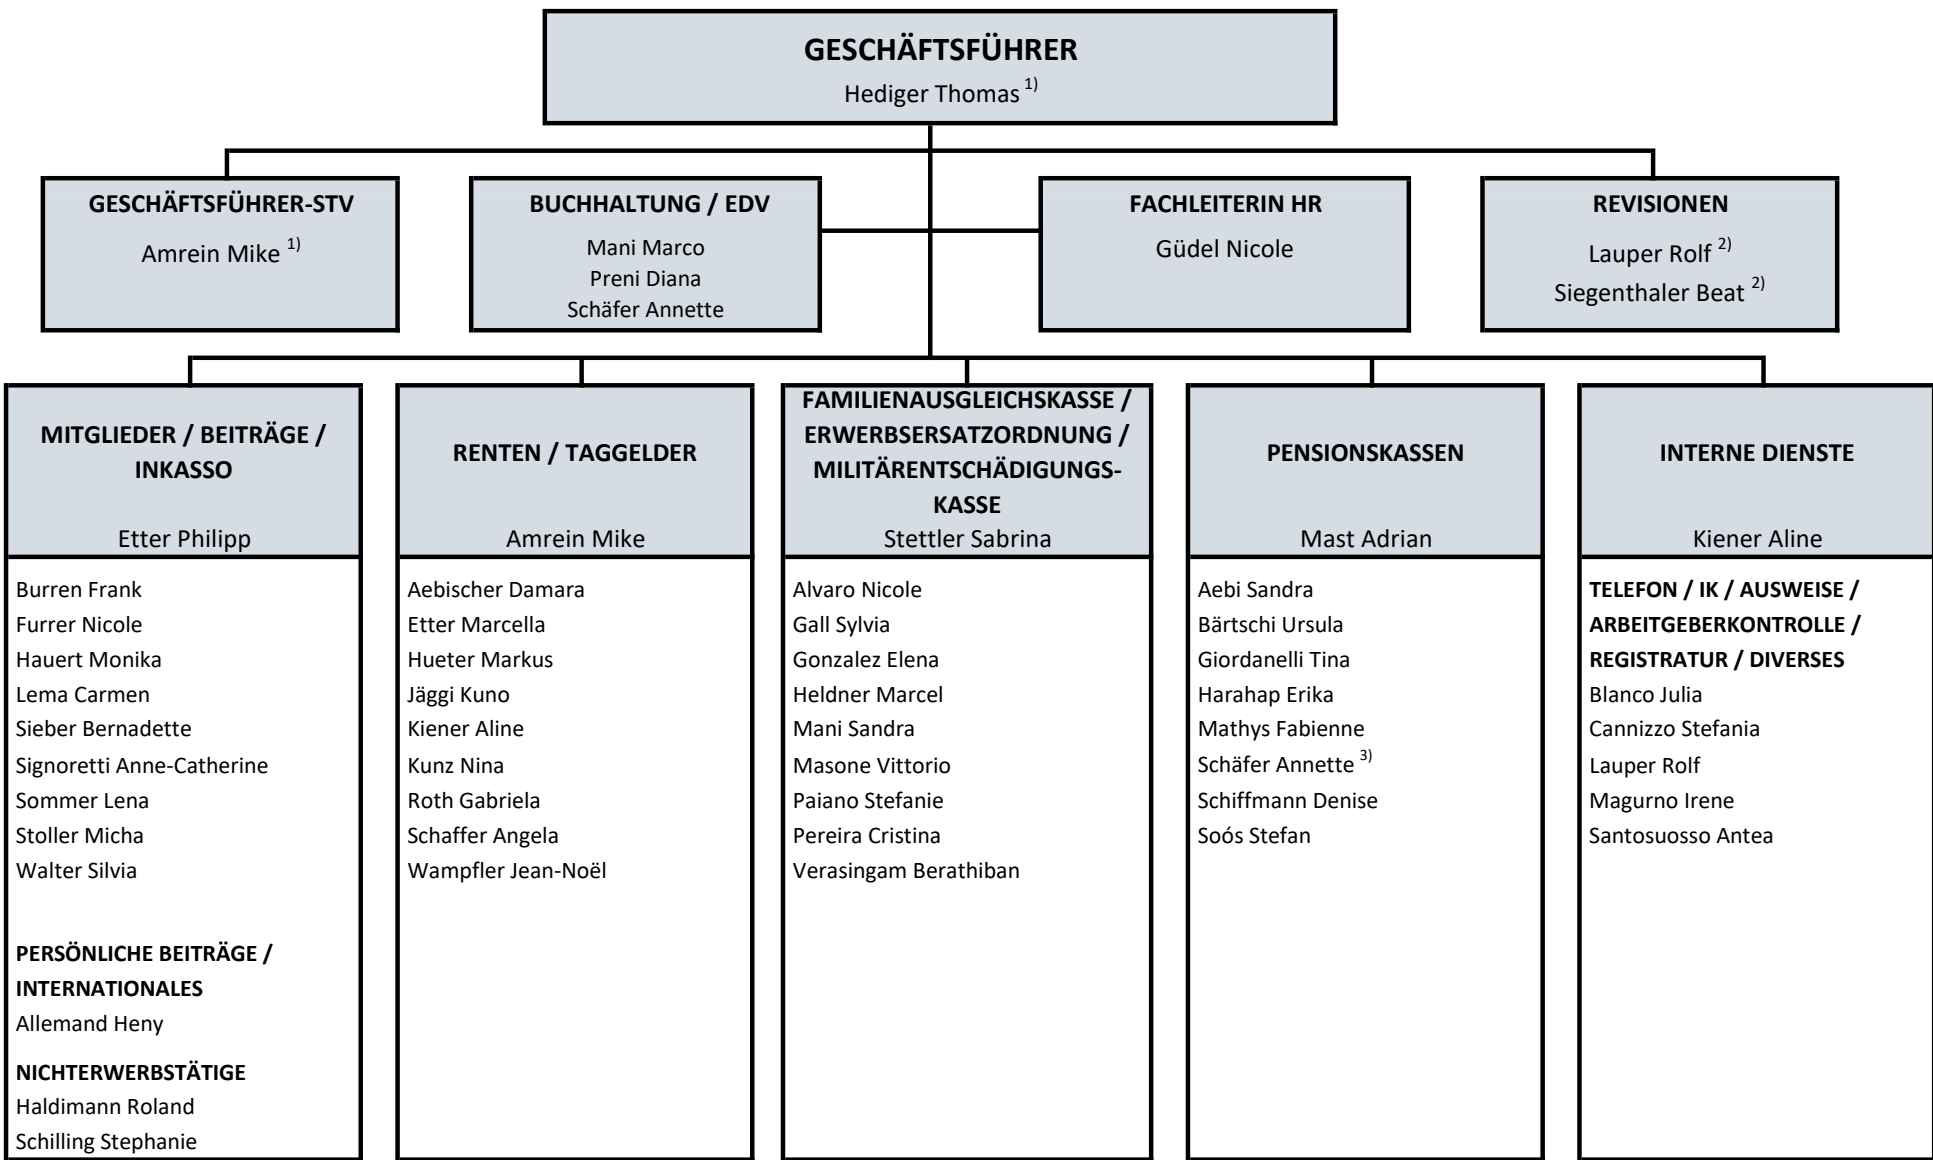 GESCHÄFTSFÜHRER
Hediger Thomas 1)
GESCHÄFTSFÜHRER-STV
Amrein Mike 1)
BUCHHALTUNG / EDV
Mani Marco
Preni Diana
Schäfer Annette
FACHLEITERIN HR
Güdel Nicole
REVISIONEN
Lauper Rolf 2)
Siegenthaler Beat 2)
MITGLIEDER / BEITRÄGE /
INKASSO
Etter Philipp
Burren Frank
Furrer Nicole
Hauert Monika
Lema Carmen
Sieber Bernadette
Signoretti Anne-Catherine
Sommer Lena
Stoller Micha
Walter Silvia
PERSÖNLICHE BEITRÄGE /
INTERNATIONALES
Allemand Heny
NICHTERWERBSTÄTIGE
Haldimann Roland
Schilling Stephanie
RENTEN / TAGGELDER
Amrein Mike
Aebischer Damara
Etter Marcella
Hueter Markus
Jäggi Kuno
Kiener Aline
Kunz Nina
Roth Gabriela
Schaffer Angela
Wampfler Jean-Noël
FAMILIENAUSGLEICHSKASSE /
ERWERBSERSATZORDNUNG /
MILITÄRENTSCHÄDIGUNGS-
KASSE
Stettler Sabrina
Alvaro Nicole
Gall Sylvia
Gonzalez Elena
Heldner Marcel
Mani Sandra
Masone Vittorio
Paiano Stefanie
Pereira Cristina
Verasingam Berathiban
PENSIONSKASSEN
Mast Adrian
Aebi Sandra
Bärtschi Ursula
Giordanelli Tina
Harahap Erika
Mathys Fabienne
Schäfer Annette 3)
Schiffmann Denise
Soós Stefan
INTERNE DIENSTE
Kiener Aline
TELEFON / IK / AUSWEISE /
ARBEITGEBERKONTROLLE /
REGISTRATUR / DIVERSES
Blanco Julia
Cannizzo Stefania
Lauper Rolf
Magurno Irene
Santosuosso Antea